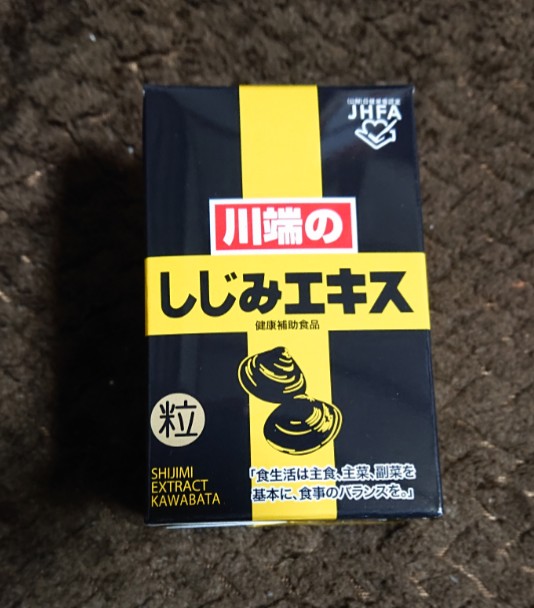 JHFA
川端の
しじみエキス
健康補助食品
粒
SHIJIMI
EXTRACT
KAWABATA
「食生活は主食、主菜、副菜を
基本に、食事のバランスを。」